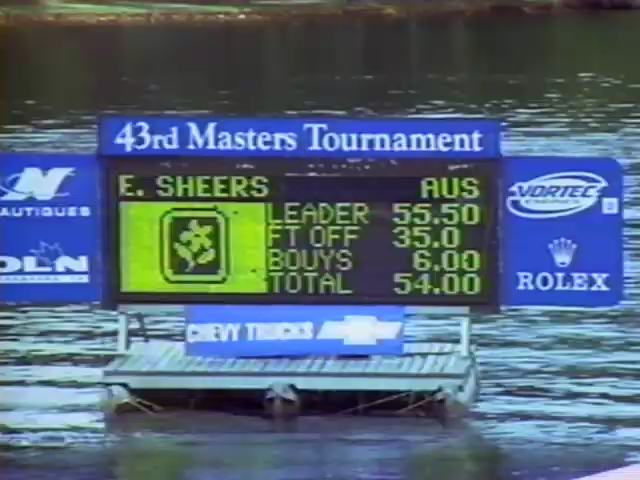 43rd Masters Tournament
E. SHEERS AUS
LEADER 55.50
FT OFF 35.0
BOUYS 6.00
TOTAL 54.00
N
AUTIQUES
OLN
VORTEC
ROLEX
CHEVY TRUCKS